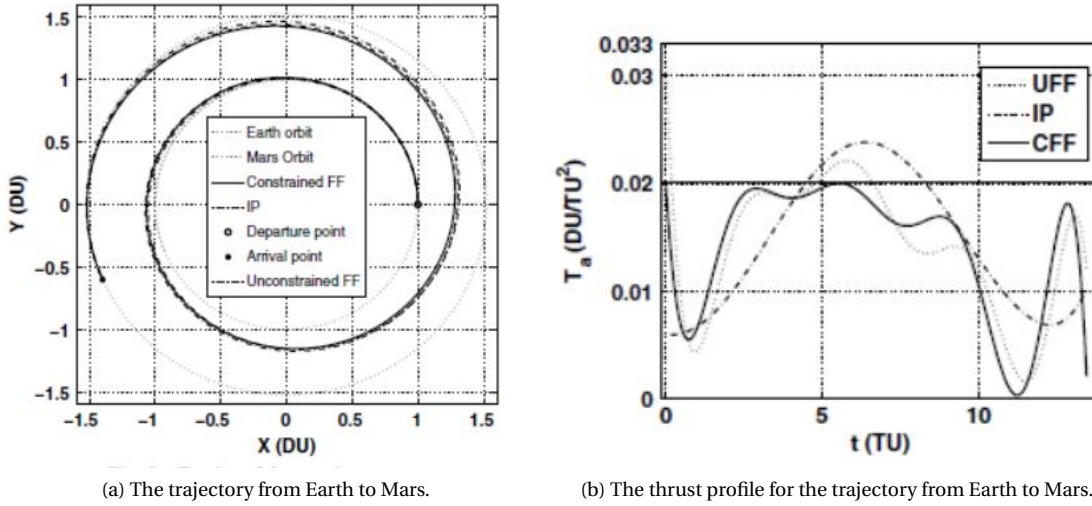 1.5
1
0.5
0
−0.5
−1
−1.5
Y (DU)
Earth orbit
Mars Orbit
Constrained FF
IP
Departure point
Arrival point
Unconstrained FF
−1.5 −1 −0.5 0 0.5 1 1.5
X (DU)
(a) The trajectory from Earth to Mars.
0.033
0.03
0.02
0.01
0
T_a (DU/TU²)
UFF
IP
CFF
0 5 10
t (TU)
(b) The thrust profile for the trajectory from Earth to Mars.